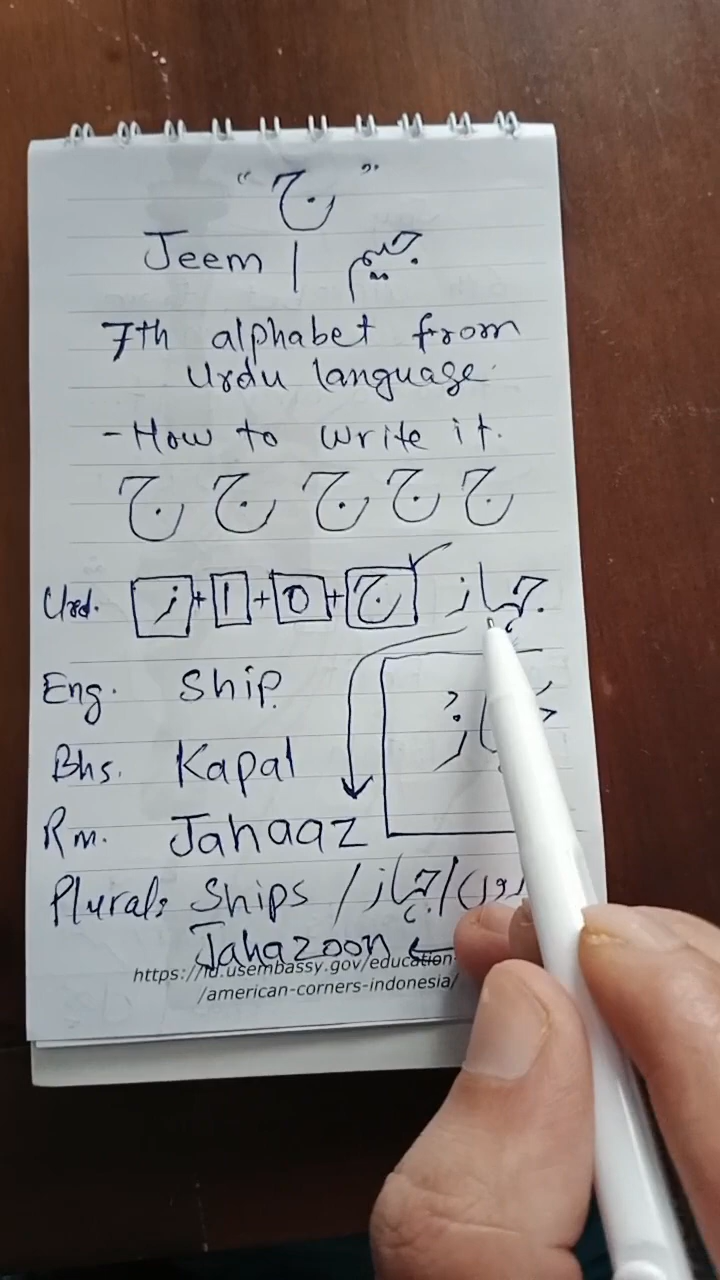 “ ج ”
Jeem | جیم
7th alphabet from
Urdu language.
- How to write it.
ج ج ج ج ج
Urd. ز + ا + ہ + ج جہاز
Eng. Ship.
Bhs. Kapal
Rm. Jahaaz
Plural: Ships / جہاز /
Jahazoon ←
https://id.usembassy.gov/education-
/american-corners-indonesia/